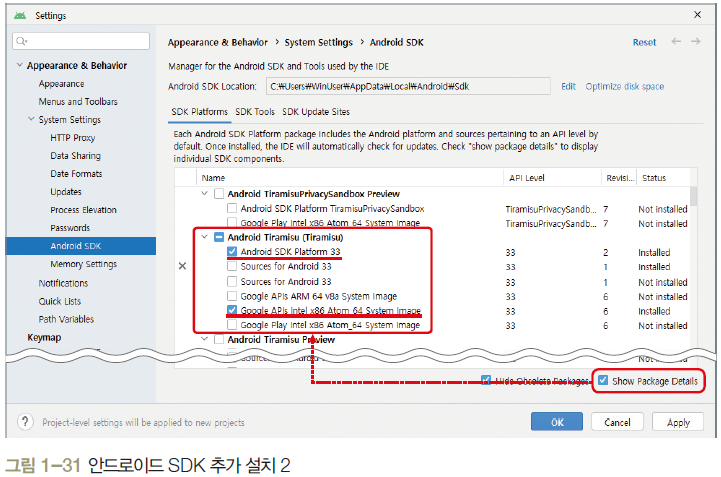 Settings
Appearance & Behavior
Appearance
Menus and Toolbars
System Settings
HTTP Proxy
Data Sharing
Date Formats
Updates
Process Elevation
Passwords
Android SDK
Memory Settings
Notifications
Quick Lists
Path Variables
Keymap
Appearance & Behavior > System Settings > Android SDK
Reset
Manager for the Android SDK and Tools used by the IDE
Android SDK Location: C:₩Users₩WinUser₩AppData₩Local₩Android₩Sdk Edit Optimize disk space
SDK Platforms SDK Tools SDK Update Sites
Each Android SDK Platform package includes the Android platform and sources pertaining to an API level by
default. Once installed, the IDE will automatically check for updates. Check "show package details" to display
individual SDK components.
Name API Level Revisi... Status
Android TiramisuPrivacySandbox Preview
Android SDK Platform TiramisuPrivacySandbox TiramisuPrivacySandb... 7 Not installed
Google Play Intel x86 Atom_64 System Image TiramisuPrivacySandb... 7 Not installed
Android Tiramisu (Tiramisu)
Android SDK Platform 33 33 2 Installed
Sources for Android 33 33 1 Installed
Sources for Android 33 33 1 Not installed
Google APIs ARM 64 v8a System Image 33 6 Not installed
Google APIs Intel x86 Atom_64 System Image 33 6 Installed
Google Play Intel x86 Atom_64 System Image 33 6 Not installed
Android Tiramisu Preview
Hide Obsolete Packages Show Package Details
? Project-level settings will be applied to new projects
OK Cancel Apply
그림 1-31 안드로이드 SDK 추가 설치 2